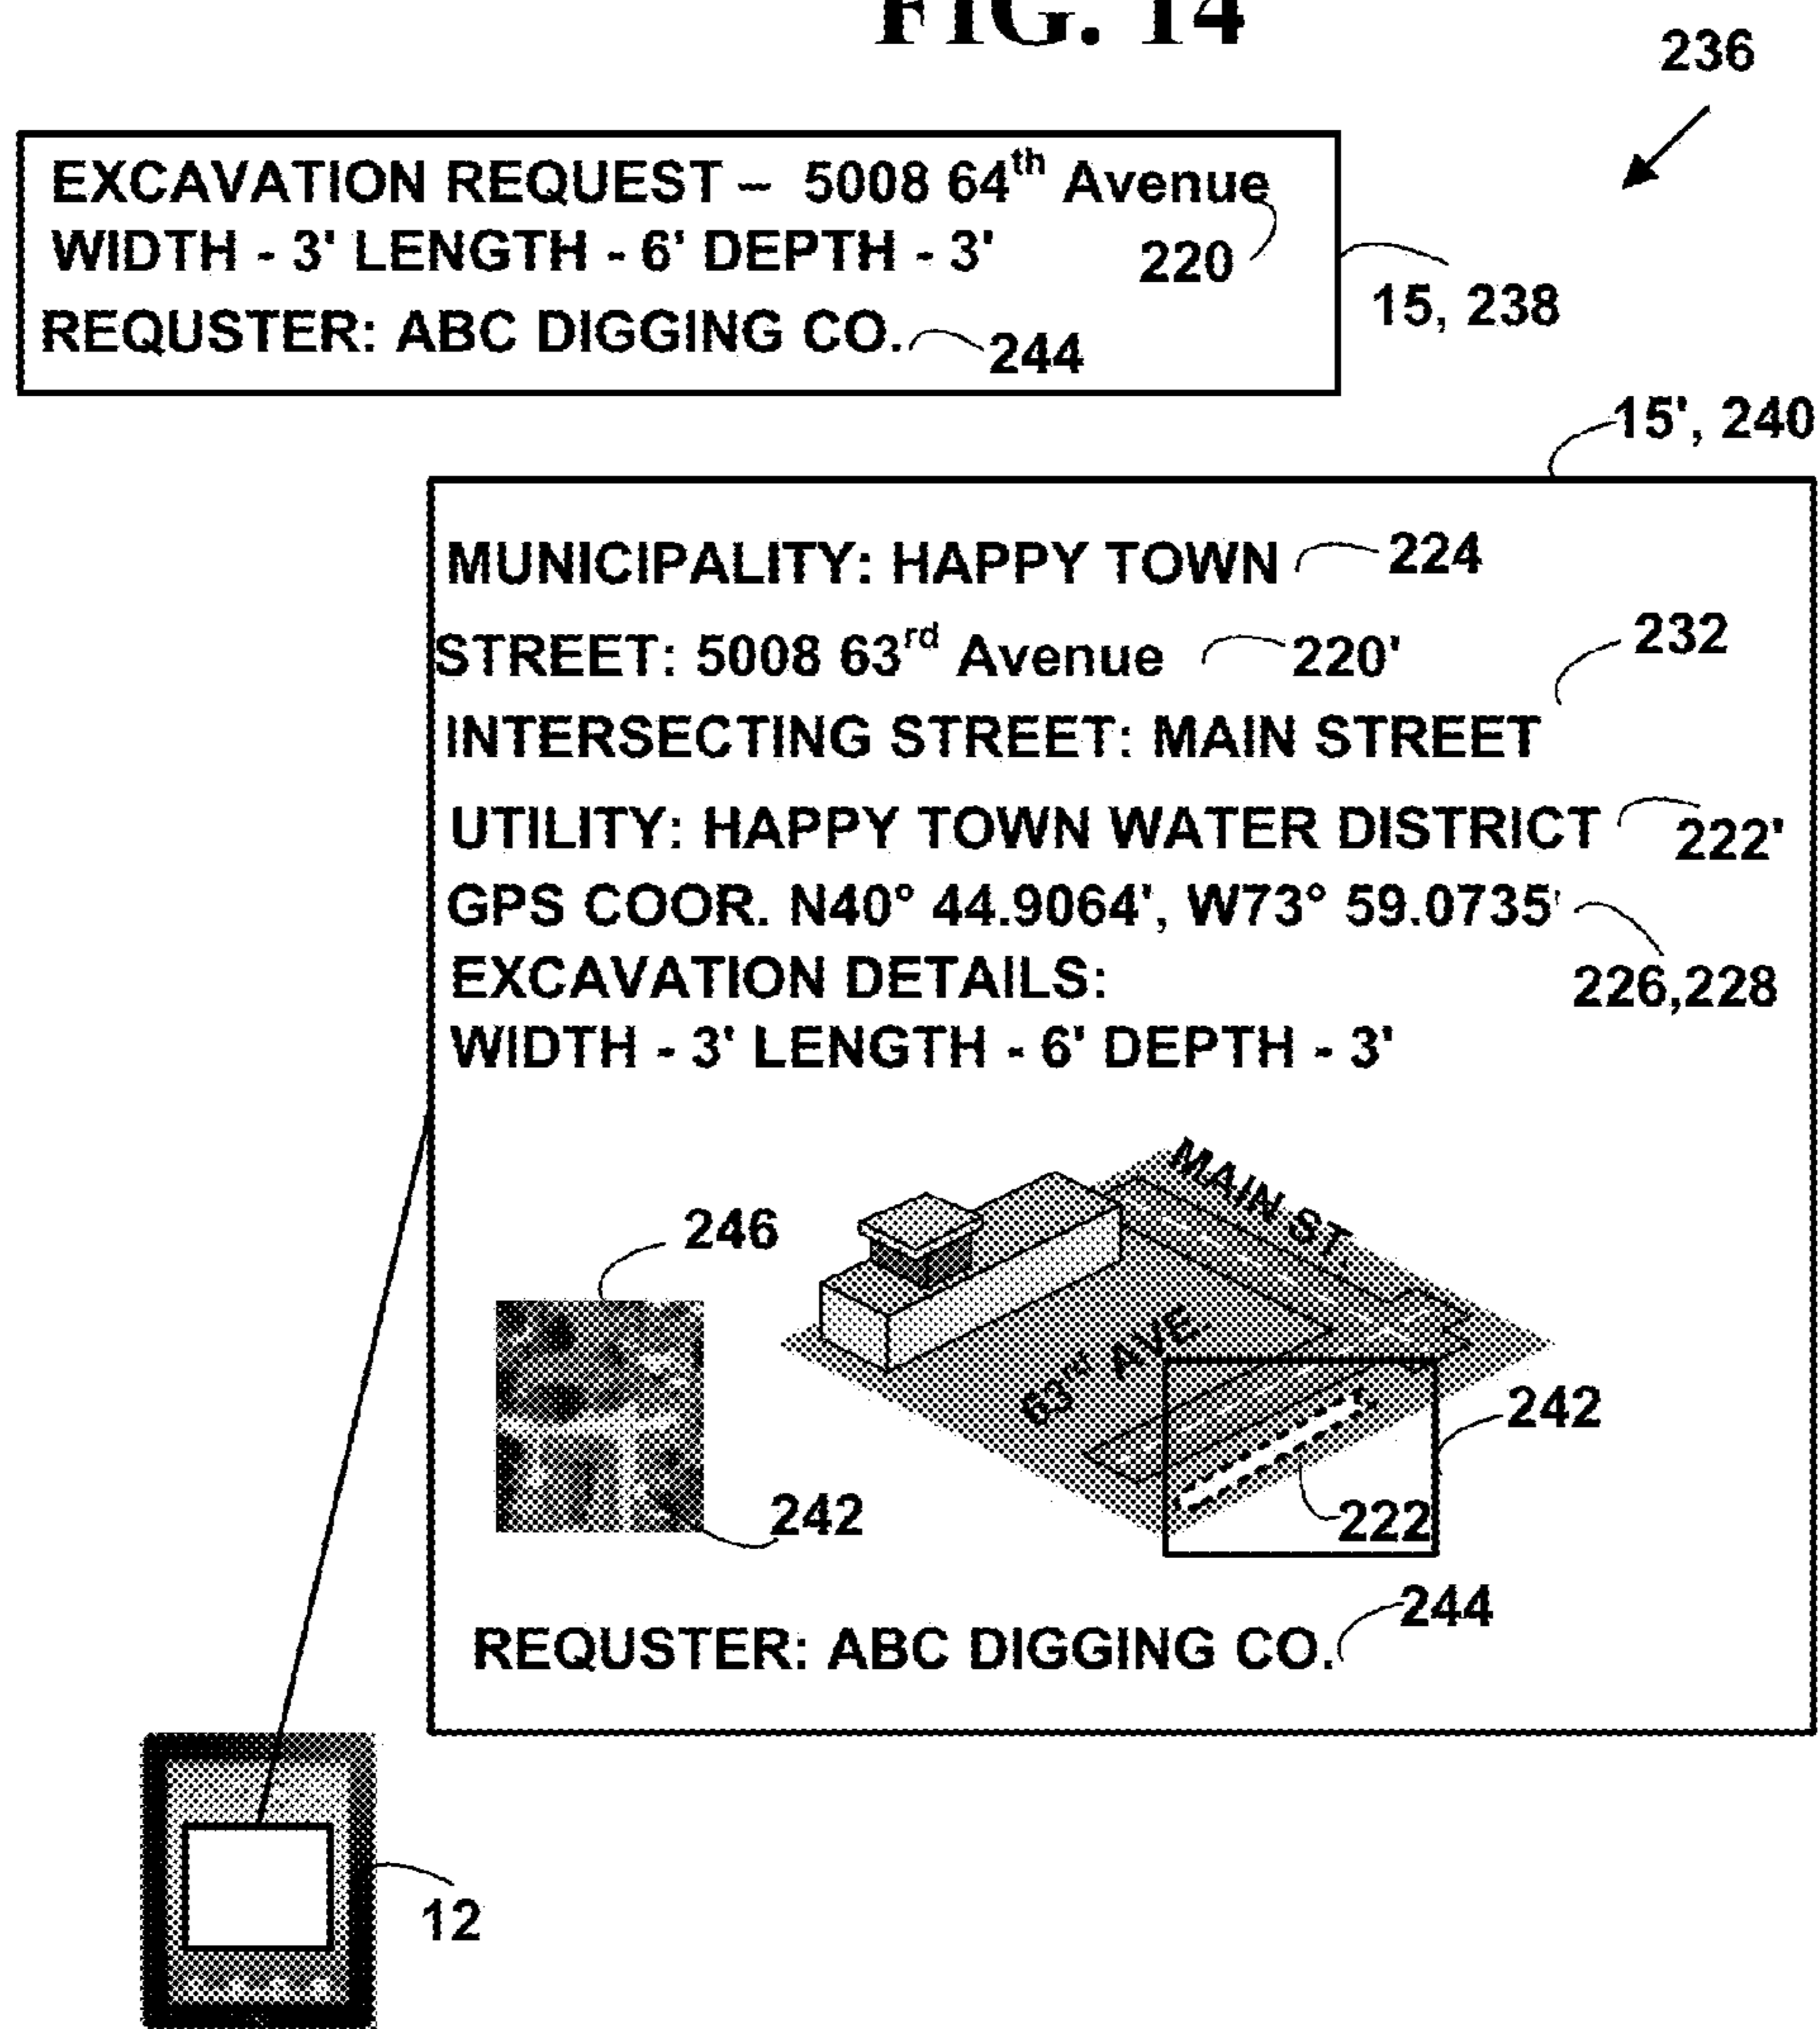 FIG. 14
236
EXCAVATION REQUEST – 5008 64th Avenue
220
WIDTH - 3' LENGTH - 6' DEPTH - 3'
15, 238
REQUSTER: ABC DIGGING CO.
244
15', 240
MUNICIPALITY: HAPPY TOWN
224
STREET: 5008 63rd Avenue
220'
232
INTERSECTING STREET: MAIN STREET
UTILITY: HAPPY TOWN WATER DISTRICT
222'
GPS COOR. N40° 44.9064', W73° 59.0735'
226,228
EXCAVATION DETAILS:
WIDTH - 3' LENGTH - 6' DEPTH - 3'
MAIN ST
246
63rd AVE.
242
242
222
244
REQUSTER: ABC DIGGING CO.
12